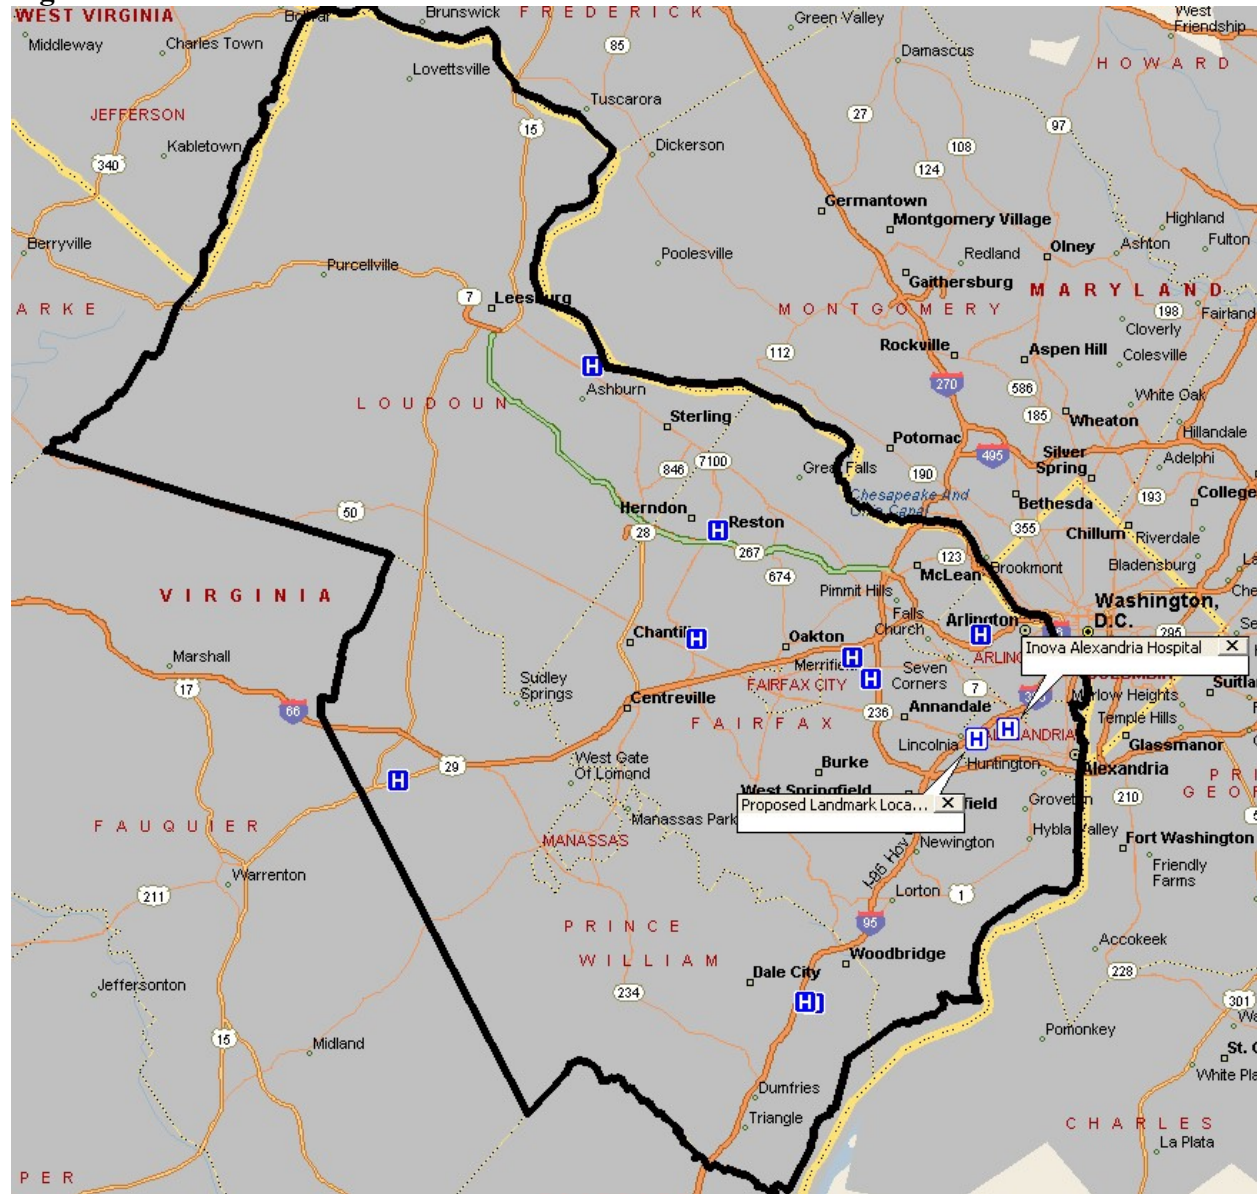 WEST VIRGINIA
Brunswick
FREDERICK
Green Valley
West
Friendship
Middleway
Charles Town
85
Damascus
HOWARD
Lovettsville
Tuscarora
JEFFERSON
15
27
97
Kabletown
340
Dickerson
108
124
Germantown
Montgomery Village
Highland
Berryville
Purcellville
Poolesville
Redland
Olney
Ashton
Fulton
Gaithersburg
MARYLAND
7
Leesburg
ARKE
MONTGOMERY
198
Fairland
Cloverly
112
Rockville
Aspen Hill
Colesville
H
Ashburn
270
586
White Oak
LOUDOUN
Sterling
185
Wheaton
Hillandale
Potomac
495
Silver
Spring
Adelphi
846
7100
Great Falls
190
193
College
Chesapeake And
Ohio Canal
Bethesda
50
Herndon
H
Reston
355
Chillum
Riverdale
28
267
123
Brookmont
Bladensburg
674
McLean
VIRGINIA
Pimmit Hills
Washington,
D.C.
Falls
Church
Arlington
H
295
Chantilly
H
Oakton
Inova Alexandria Hospital
Marshall
Merrifield
H
Seven
Corners
17
Sudley
Springs
FAIRFAX CITY
H
7
Marlow Heights
Suitla
66
Centreville
FAIRFAX
236
Annandale
H
ALEXANDRIA
Temple Hills
Lincolnia
H
Glassmanor
29
West Gate
Of Lomond
Burke
Huntington
Alexandria
H
West Springfield
Proposed Landmark Loca...
field
210
PRI
GEOR
Manassas Park
Groveton
FAUQUIER
MANASSAS
Newington
Hybla Valley
Fort Washington
Warrenton
Friendly
Farms
211
Lorton
1
PRINCE
WILLIAM
95
Accokeek
Woodbridge
Dale City
228
Jeffersonton
234
H
301
15
Midland
Pomonkey
St. C
White Pla
Dumfries
Triangle
CHARLES
La Plata
PER